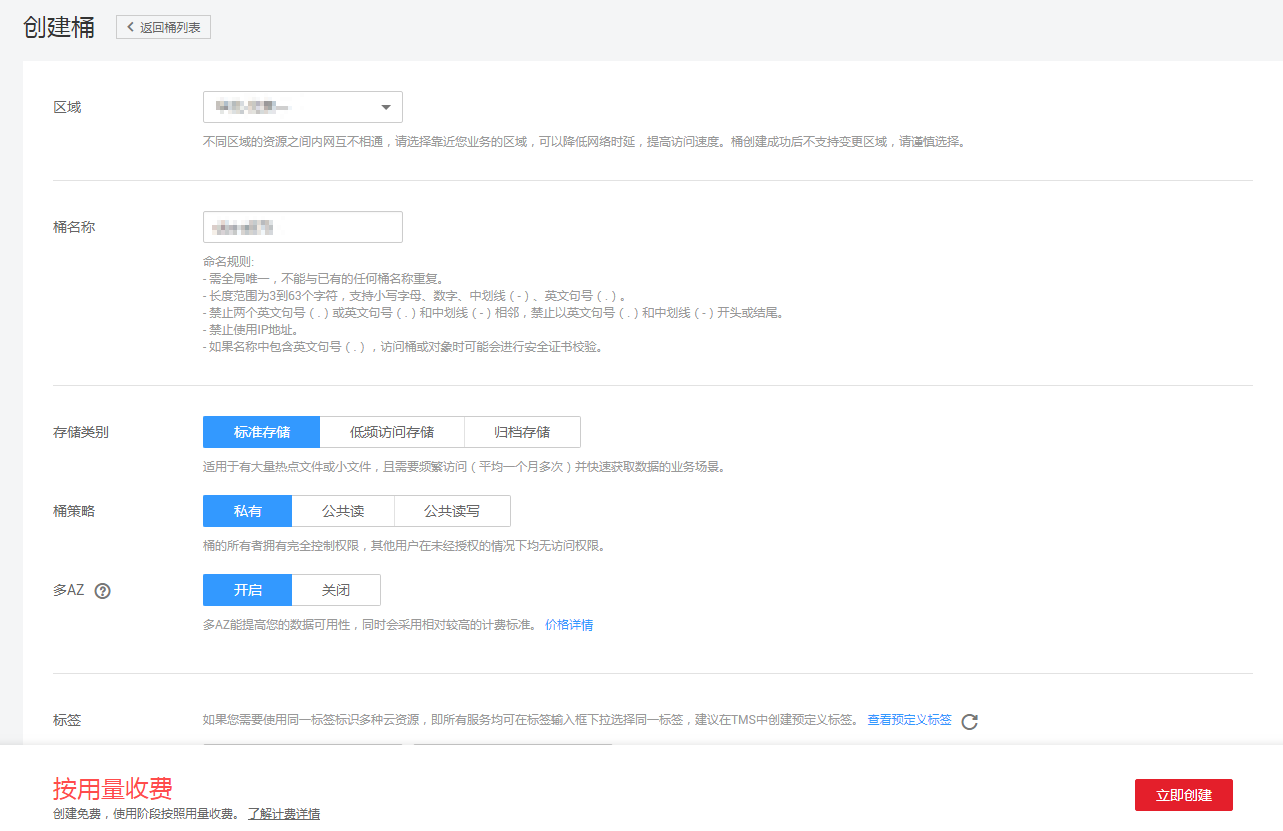 创建桶
返回桶列表
区域
不同区域的资源之间内网互不相通，请选择靠近您业务的区域，可以降低网络时延，提高访问速度。桶创建成功后不支持变更区域，请谨慎选择。
桶名称
命名规则:
- 需全局唯一，不能与已有的任何桶名称重复。
- 长度范围为3到63个字符，支持小写字母、数字、中划线（-）、英文句号（.）。
- 禁止两个英文句号（.）或英文句号（.）和中划线（-）相邻，禁止以英文句号（.）和中划线（-）开头或结尾。
- 禁止使用IP地址。
- 如果名称中包含英文句号（.），访问桶或对象时可能会进行安全证书校验。
存储类别 标准存储 低频访问存储 归档存储
适用于有大量热点文件或小文件，且需要频繁访问（平均一个月多次）并快速获取数据的业务场景。
桶策略 私有 公共读 公共读写
桶的所有者拥有完全控制权限，其他用户在未经授权的情况下均无访问权限。
多AZ ? 开启 关闭
多AZ能提高您的数据可用性，同时会采用相对较高的计费标准。 价格详情
标签 如果您需要使用同一标签标识多种云资源，即所有服务均可在标签输入框下拉选择同一标签，建议在TMS中创建预定义标签。 查看预定义标签
按用量收费
创建免费，使用阶段按照用量收费。 了解计费详情
立即创建